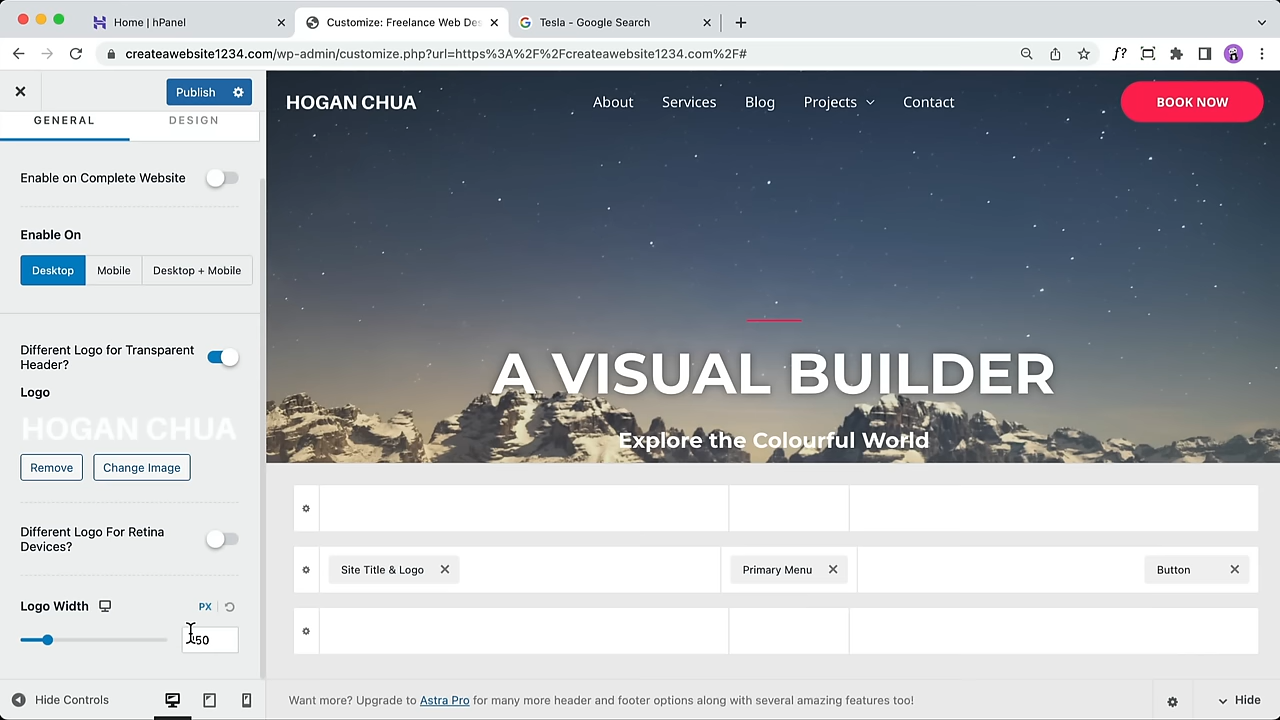 Home | hPanel
Customize: Freelance Web Des
Tesla - Google Search
createawebsite1234.com/wp-admin/customize.php?url=https%3A%2F%2Fcreateawebsite1234.com%2F#
f?
Publish
GENERAL
DESIGN
HOGAN CHUA
About
Services
Blog
Projects
Contact
BOOK NOW
Enable on Complete Website
Enable On
Desktop
Mobile
Desktop + Mobile
Different Logo for Transparent
Header?
Logo
HOGAN CHUA
Remove
Change Image
Different Logo For Retina
Devices?
Logo Width
PX
A VISUAL BUILDER
Explore the Colourful World
Site Title & Logo
Primary Menu
Button
Hide Controls
Want more? Upgrade to Astra Pro for many more header and footer options along with several amazing features too!
Hide